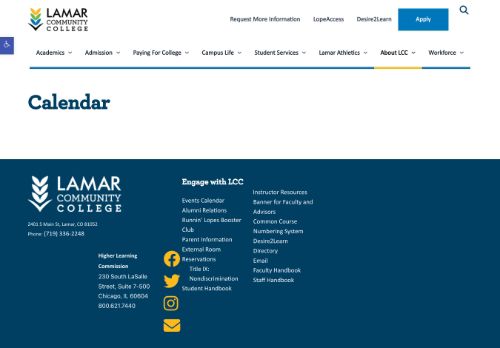 LAMAR
COMMUNITY
COLLEGE
Request More Information LopeAccess Desire2Learn Apply
Academics Admission Paying For College Campus Life Student Services Lamar Athletics About LCC Workforce
Calendar
LAMAR
COMMUNITY
COLLEGE
2401 S Main St, Lamar, CO 81052
Phone: (719) 336-2248
Higher Learning
Commission
230 South LaSalle
Street, Suite 7-500
Chicago, IL 60604
800.621.7440
Engage with LCC
Events Calendar
Alumni Relations
Runnin' Lopes Booster
Club
Parent Information
External Room
Reservations
Title IX:
Nondiscrimination
Student Handbook
Instructor Resources
Banner for Faculty and
Advisors
Common Course
Numbering System
Desire2Learn
Directory
Email
Faculty Handbook
Staff Handbook